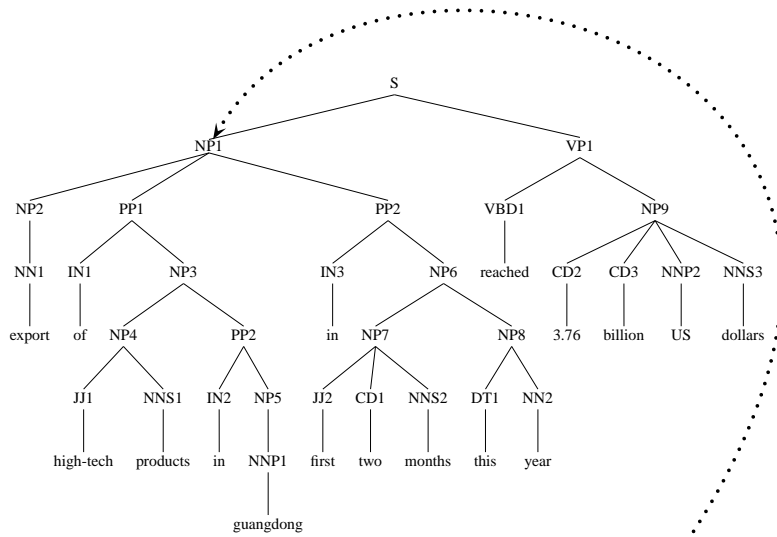 S
NP1 VP1
NP2 PP1 PP2 VBD1 NP9
NN1 IN1 NP3 IN3 NP6 reached CD2 CD3 NNP2 NNS3
export of NP4 PP2 in NP7 NP8 3.76 billion US dollars
JJ1 NNS1 IN2 NP5 JJ2 CD1 NNS2 DT1 NN2
high-tech products in NNP1 first two months this year
guangdong